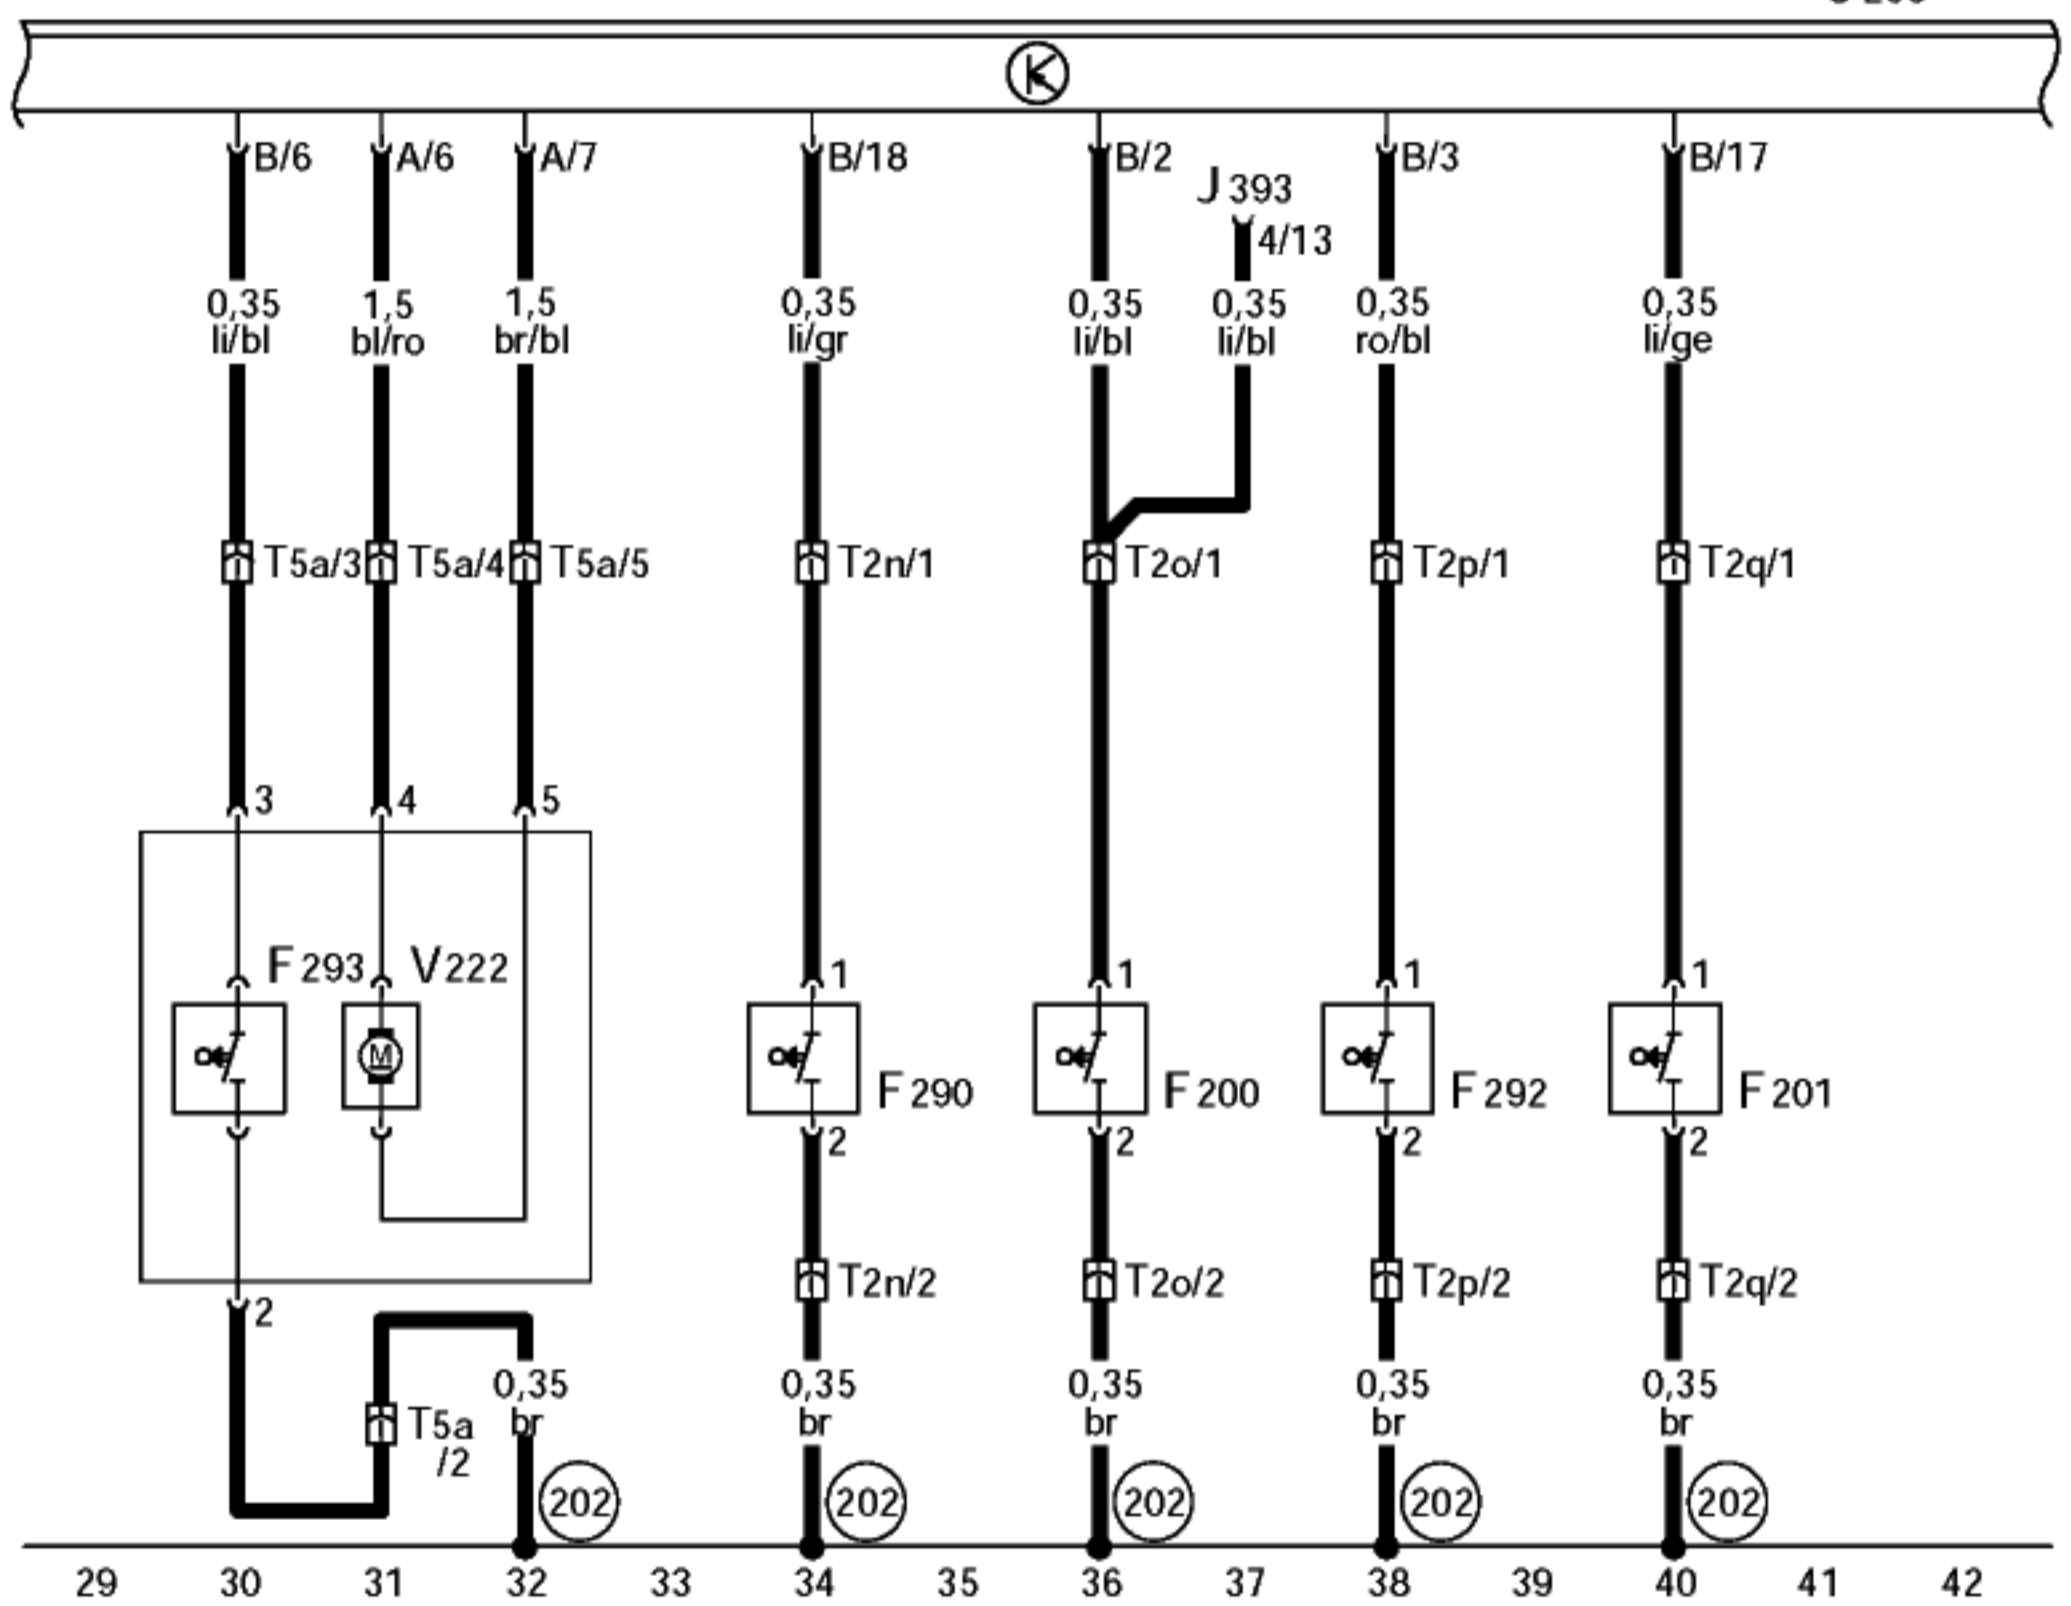 B/6 A/6 A/7 B/18 B/2 B/3 B/17
J 393
4/13
0,35 1,5 1,5 0,35 0,35 0,35 0,35 0,35
li/bl bl/ro br/bl li/gr li/bl li/bl ro/bl li/ge
T5a/3 T5a/4 T5a/5 T2n/1 T2o/1 T2p/1 T2q/1
3 4 5
F 293 V 222 1 1 1 1
M
F 290 F 200 F 292 F 201
2 2 2 2
T2n/2 T2o/2 T2p/2 T2q/2
2
0,35 0,35 0,35 0,35 0,35
T5a br br br br br
/2
202 202 202 202 202
29 30 31 32 33 34 35 36 37 38 39 40 41 42